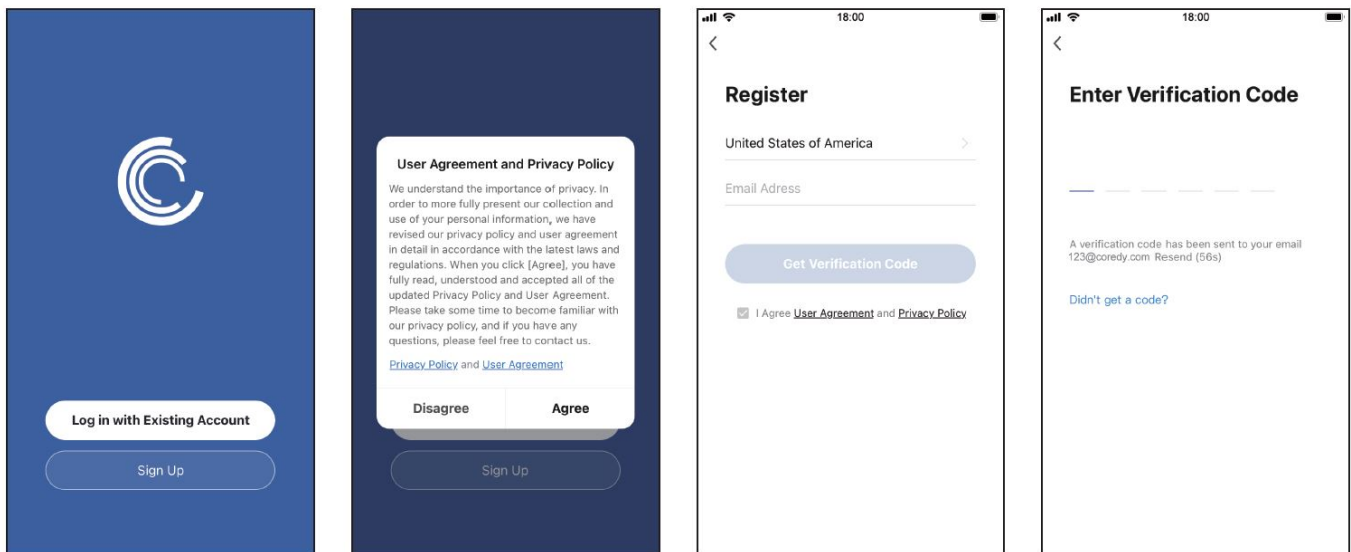 Log in with Existing Account
Sign Up
User Agreement and Privacy Policy
We understand the importance of privacy. In
order to more fully present our collection and
use of your personal information, we have
revised our privacy policy and user agreement
in detail in accordance with the latest laws and
regulations. When you click [Agree], you have
fully read, understood and accepted all of the
updated Privacy Policy and User Agreement.
Please take some time to become familiar with
our privacy policy, and if you have any
questions, please feel free to contact us.
Privacy Policy and User Agreement
Disagree Agree
Sign Up
18:00
Register
United States of America
Email Adress
Get Verification Code
I Agree User Agreement and Privacy Policy
18:00
Enter Verification Code
A verification code has been sent to your email
123@coredy.com Resend (56s)
Didn't get a code?